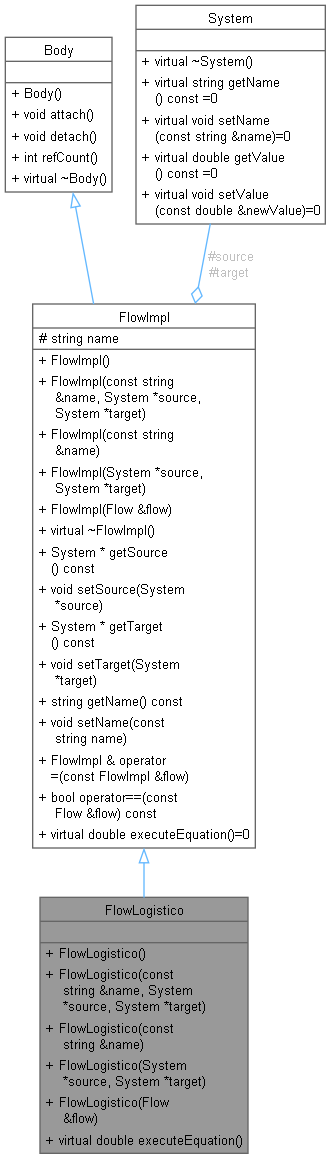 System
+ virtual ~System()
+ virtual string getName
() const =0
+ virtual void setName
(const string &name)=0
+ virtual double getValue
() const =0
+ virtual void setValue
(const double &newValue)=0
Body
+ Body()
+ void attach()
+ void detach()
+ int refCount()
+ virtual ~Body()
#source
#target
FlowImpl
# string name
+ FlowImpl()
+ FlowImpl(const string
&name, System *source,
System *target)
+ FlowImpl(const string
&name)
+ FlowImpl(System *source,
System *target)
+ FlowImpl(Flow &flow)
+ virtual ~FlowImpl()
+ System * getSource
() const
+ void setSource(System
*source)
+ System * getTarget
() const
+ void setTarget(System
*target)
+ string getName() const
+ void setName(const
string name)
+ FlowImpl & operator
=(const FlowImpl &flow)
+ bool operator==(const
Flow &flow) const
+ virtual double executeEquation()=0
FlowLogistico
+ FlowLogistico()
+ FlowLogistico(const
string &name, System
*source, System *target)
+ FlowLogistico(const
string &name)
+ FlowLogistico(System
*source, System *target)
+ FlowLogistico(Flow
&flow)
+ virtual double executeEquation()